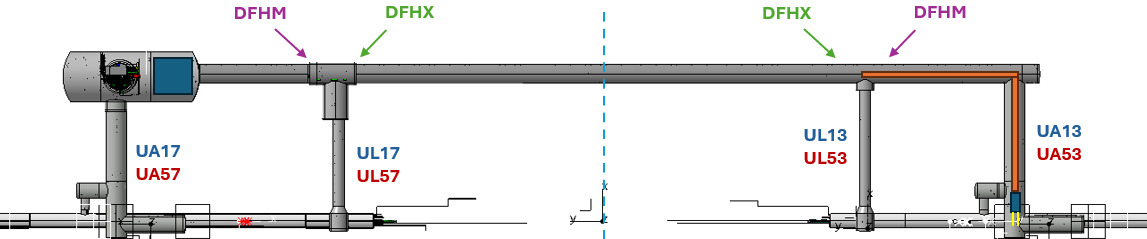 DFHM
DFHX
DFHX
DFHM
UA17
UA57
UL17
UL57
UL13
UL53
UA13
UA53
x
y
z
x
y
z
z